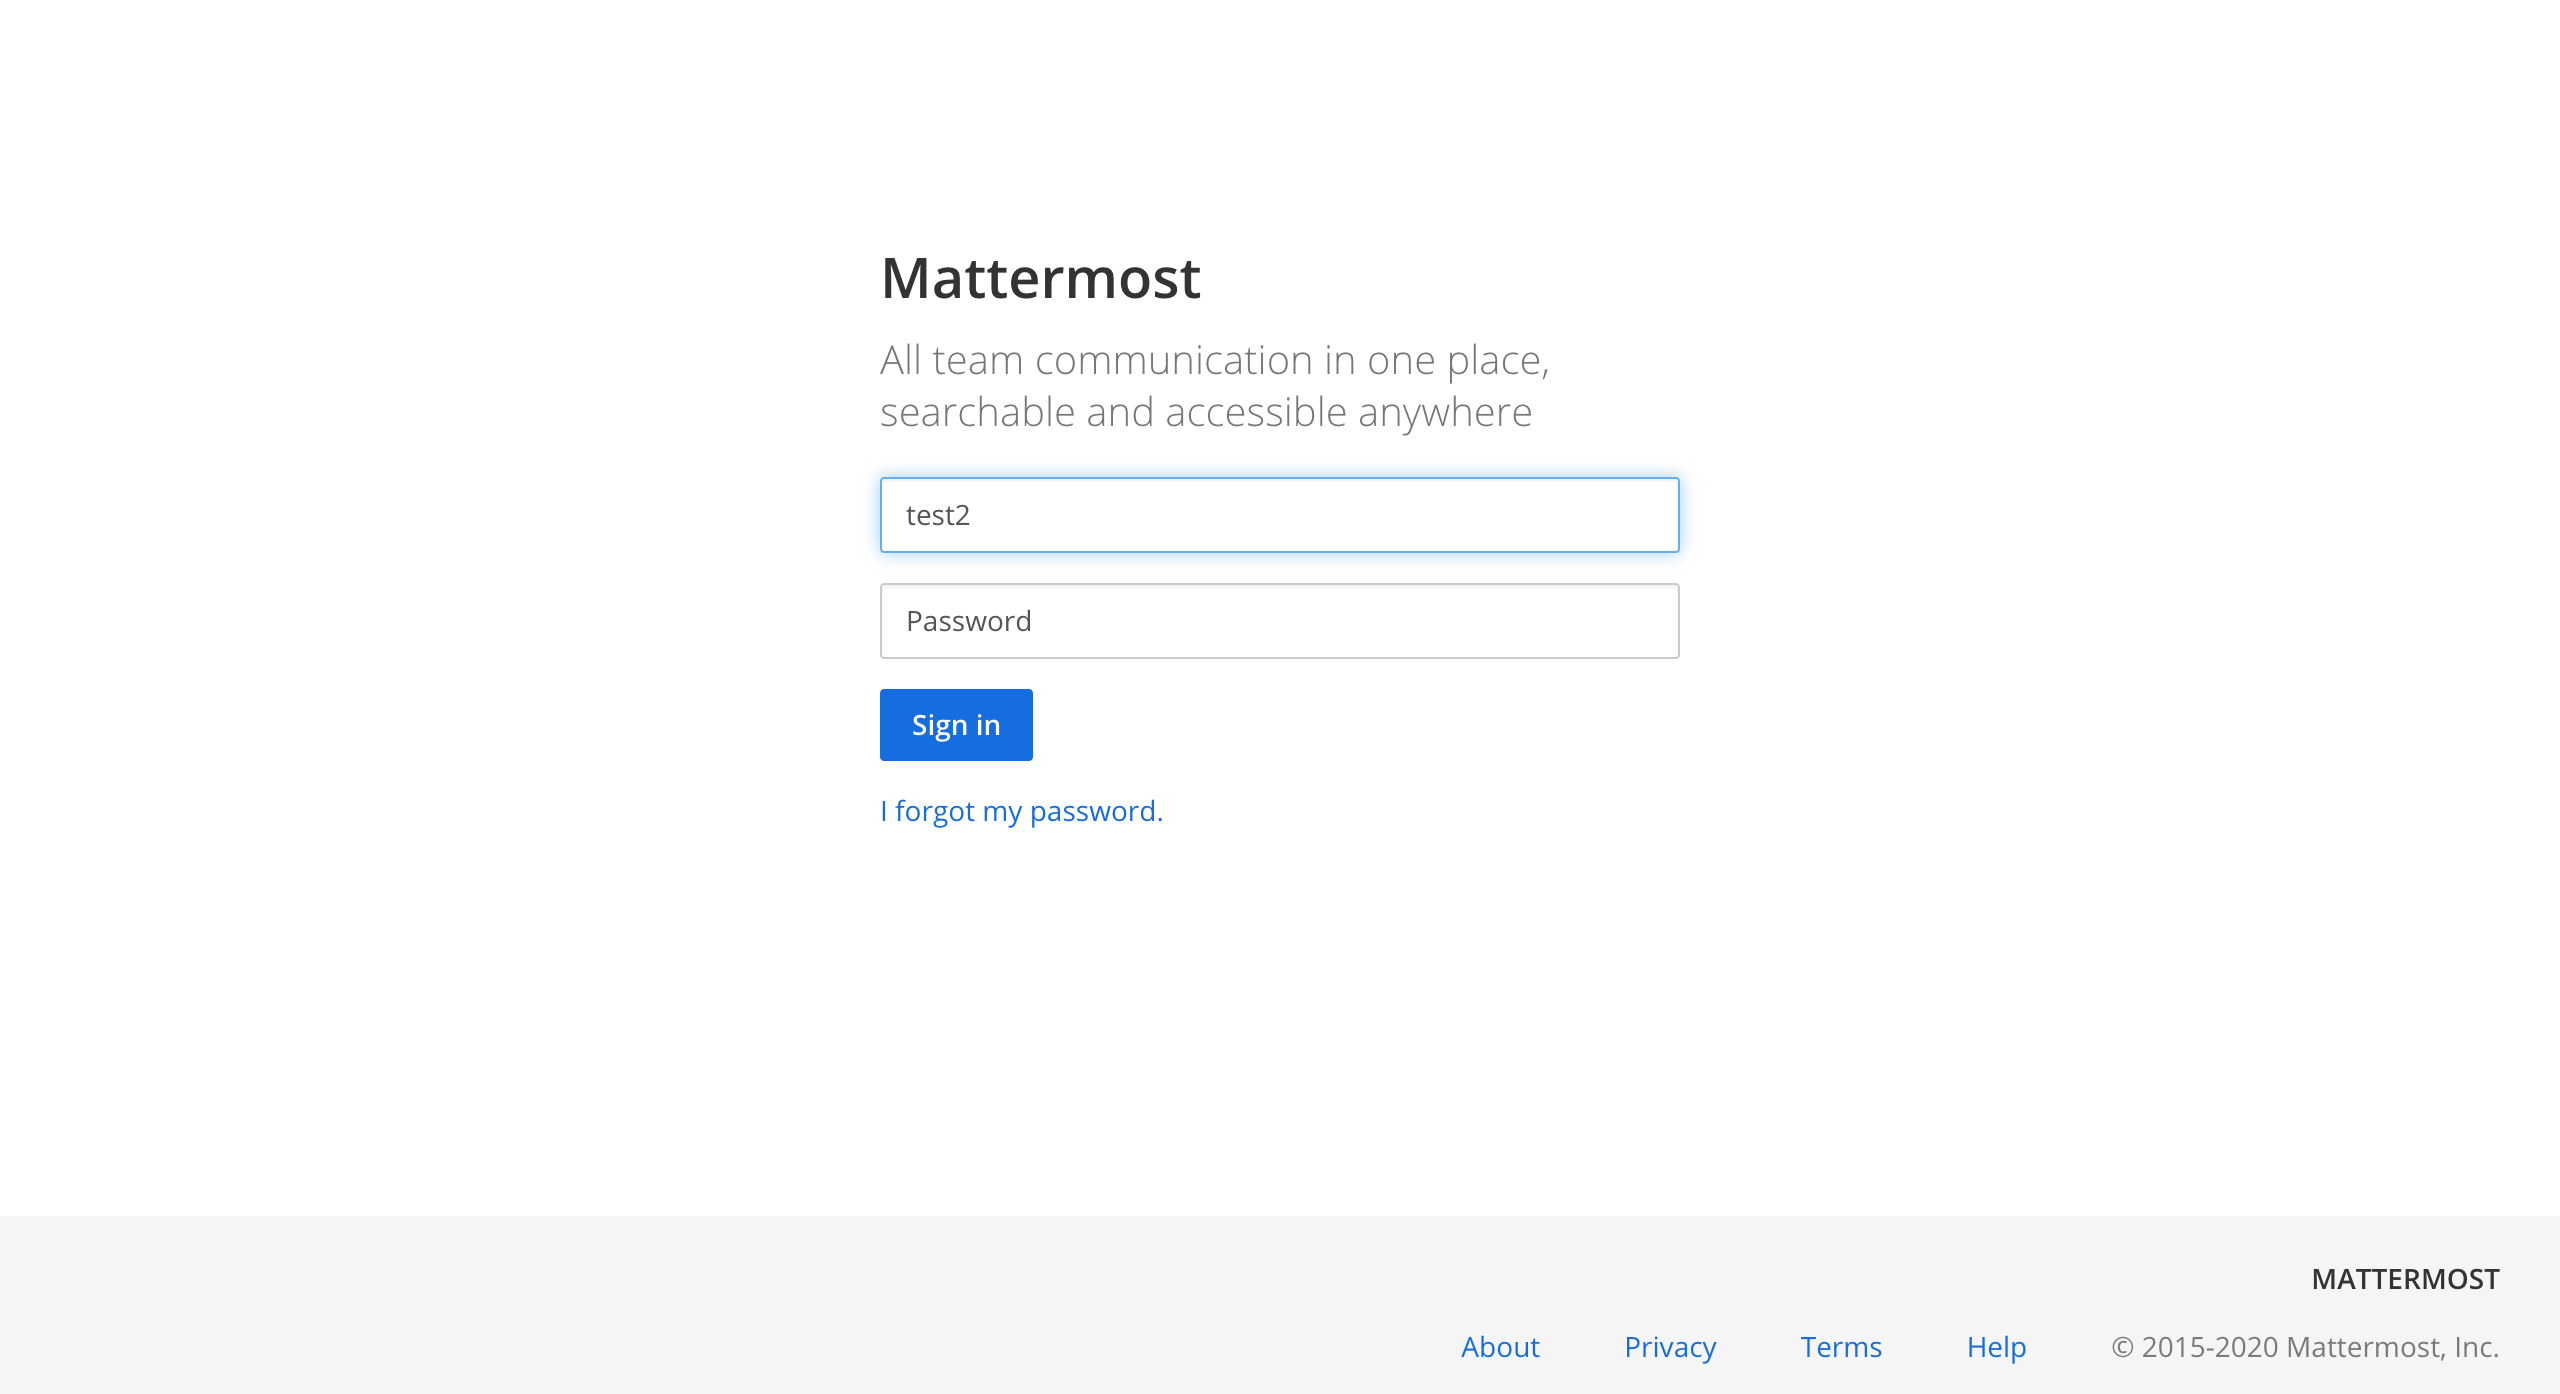 Mattermost
All team communication in one place,
searchable and accessible anywhere
test2
Password
Sign in
I forgot my password.
MATTERMOST
About Privacy Terms Help © 2015-2020 Mattermost, Inc.